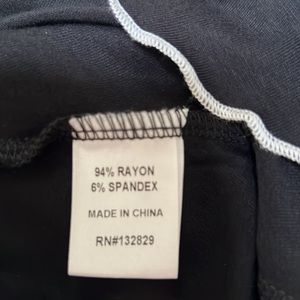 94% RAYON
6% SPANDEX
MADE IN CHINA
RN#132829